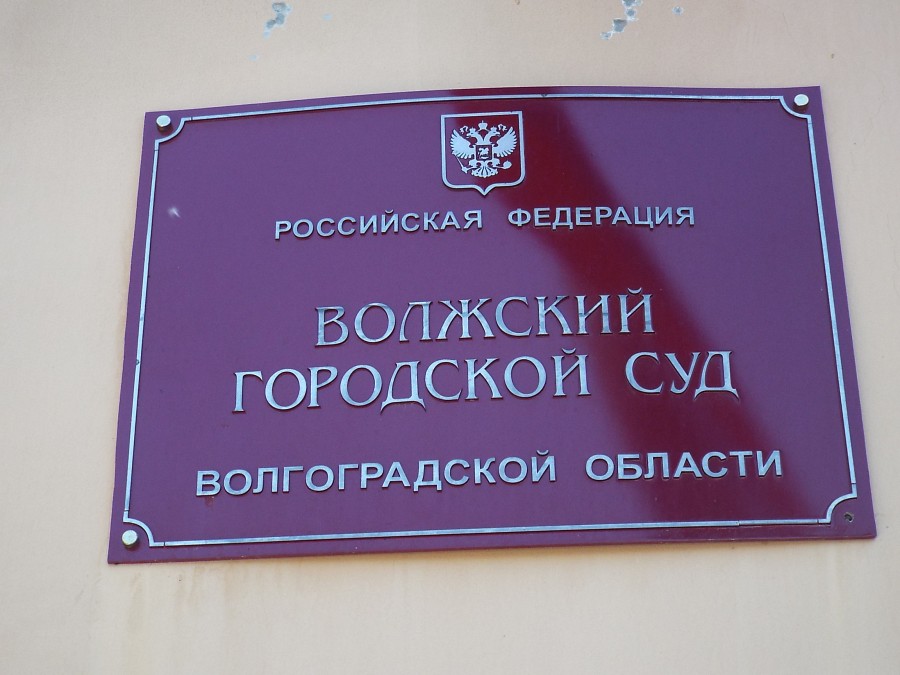 РОССИЙСКАЯ ФЕДЕРАЦИЯ
ВОЛЖСКИЙ
ГОРОДСКОЙ СУД
ВОЛГОГРАДСКОЙ ОБЛАСТИ